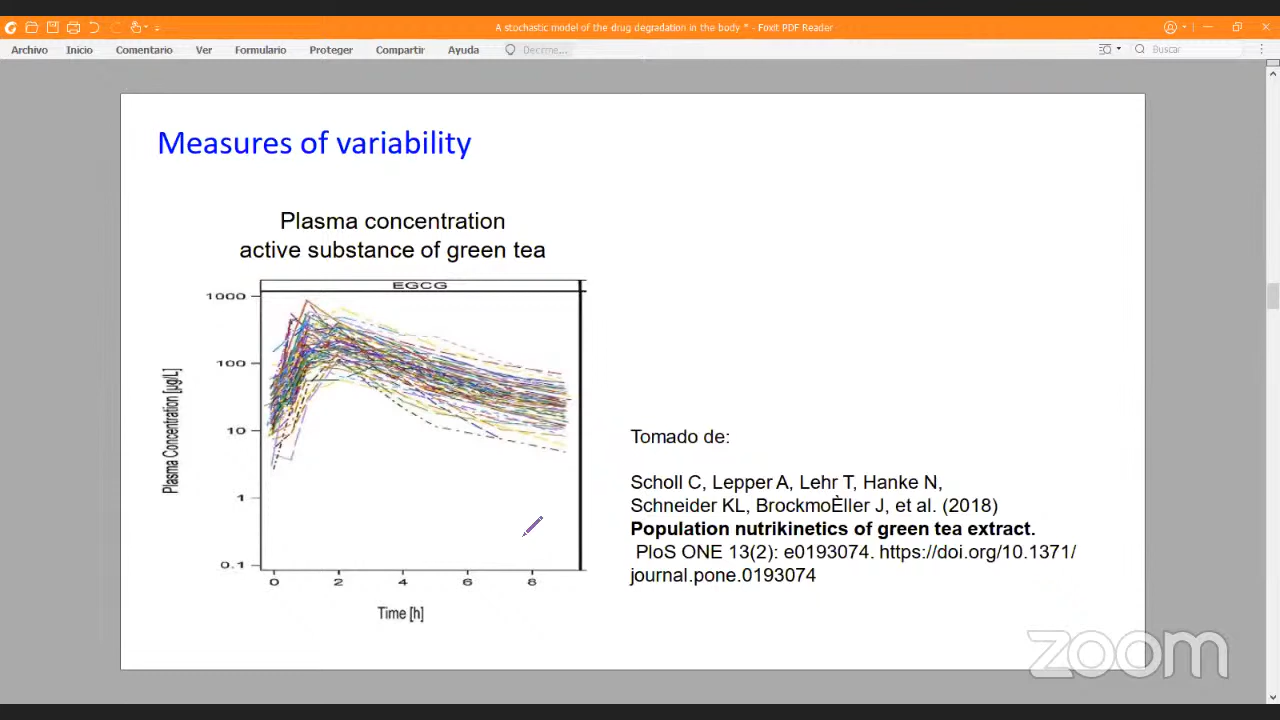 A stochastic model of the drug degradation in the body * - Foxit PDF Reader
Archivo Inicio Comentario Ver Formulario Proteger Compartir Ayuda Decirme... Buscar
Measures of variability
Plasma concentration
active substance of green tea
EGCG
1000
100
10
1
0.1
Plasma Concentration [µg/L]
0 2 4 6 8
Time [h]
Tomado de:
Scholl C, Lepper A, Lehr T, Hanke N,
Schneider KL, BrockmoÈller J, et al. (2018)
Population nutrikinetics of green tea extract.
PloS ONE 13(2): e0193074. https://doi.org/10.1371/
journal.pone.0193074
zoom